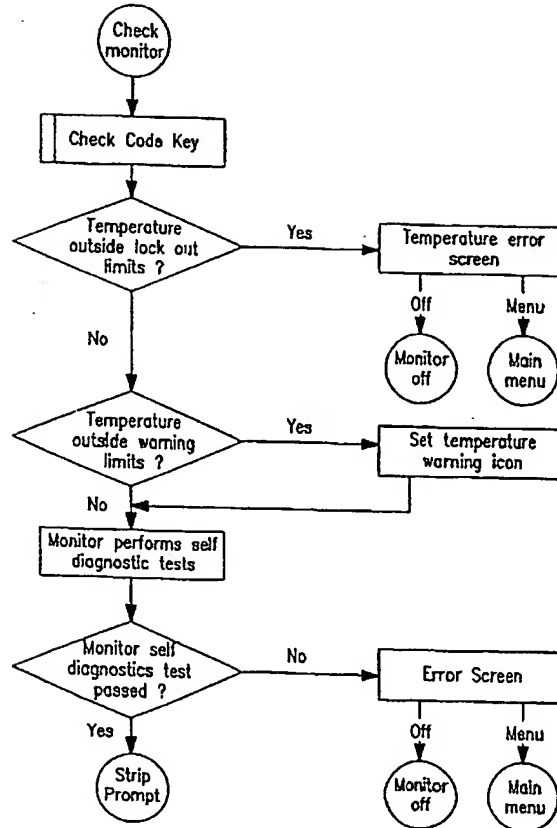 Check
monitor
Check Code Key
Temperature
outside lock out
limits ?
Yes
Temperature error
screen
No
Off
Menu
Monitor
off
Main
menu
Temperature
outside warning
limits ?
Yes
Set temperature
warning icon
No
Monitor performs self
diagnostic tests
Monitor self
diagnostics test
passed ?
No
Error Screen
Yes
Off
Menu
Strip
Prompt
Monitor
off
Main
menu